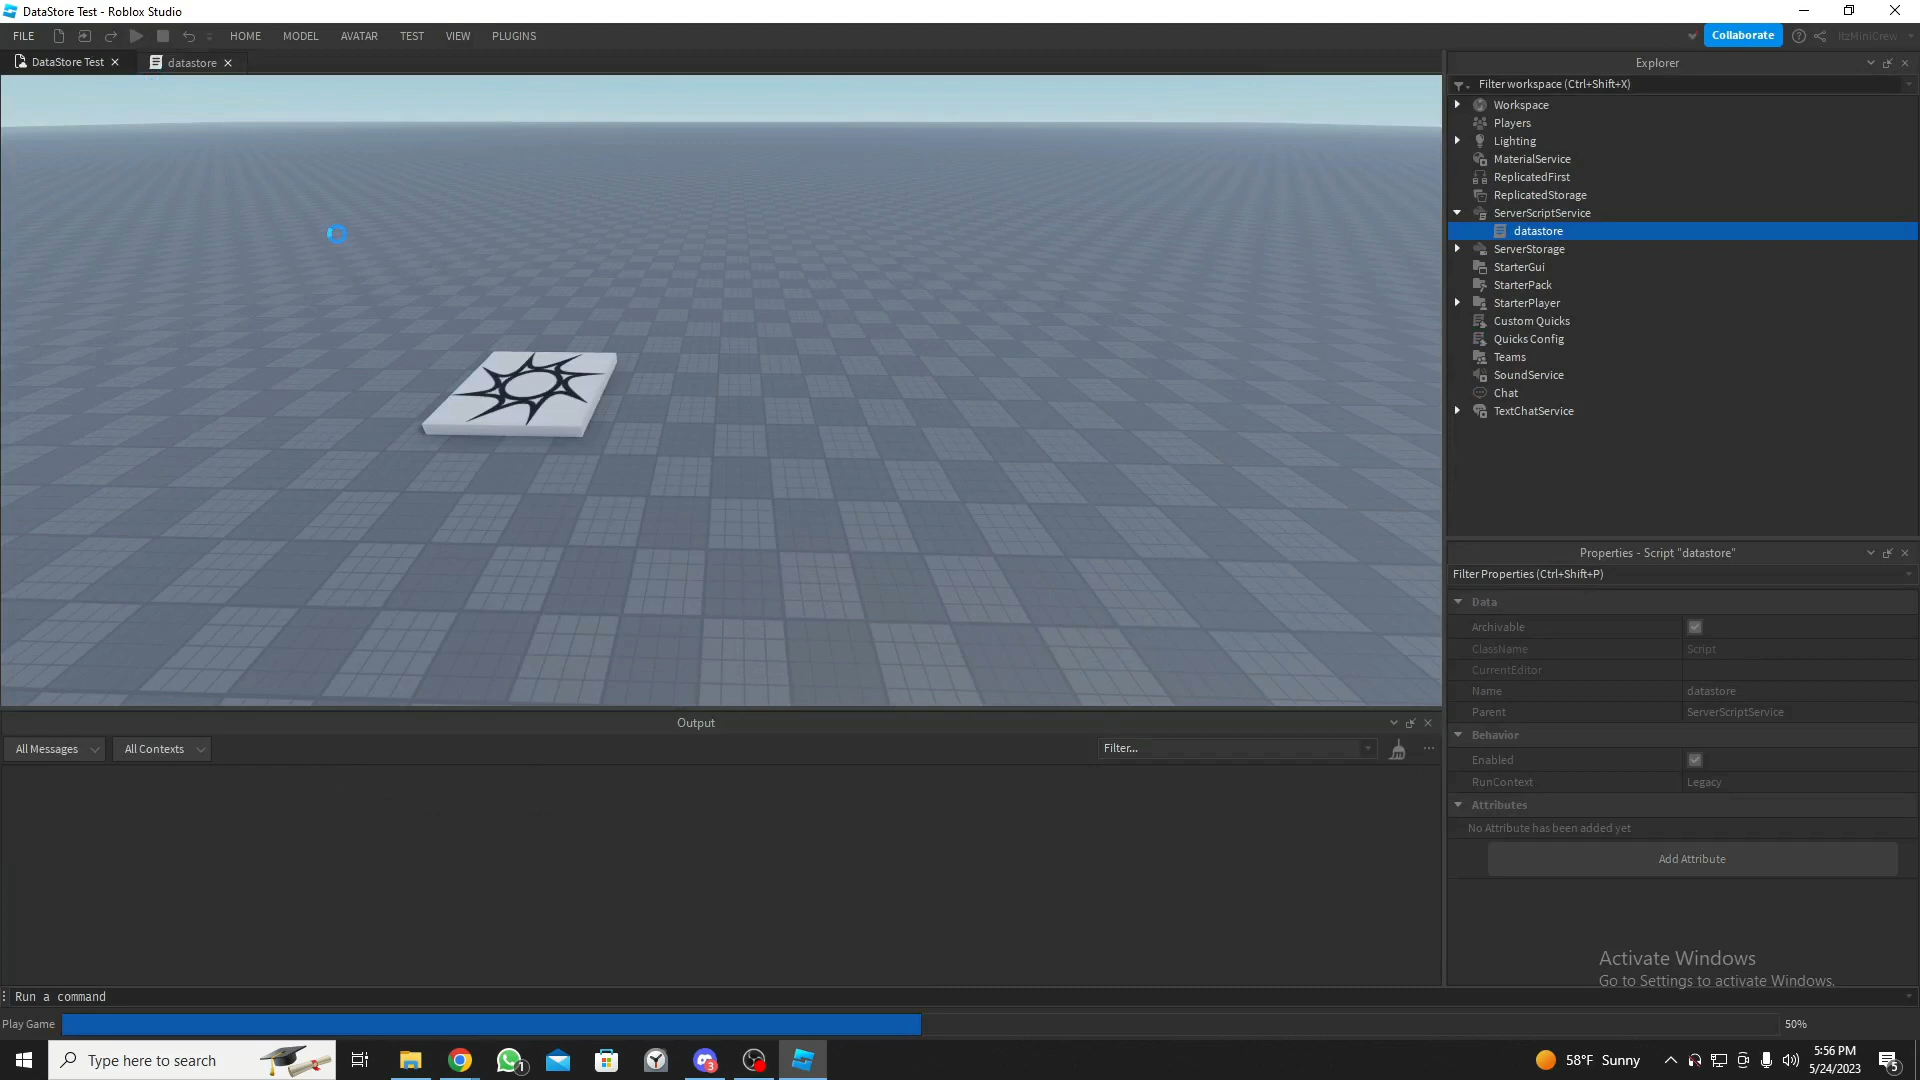 DataStore Test - Roblox Studio
FILE
HOME
MODEL
AVATAR
TEST
VIEW
PLUGINS
Collaborate
ItzMiniCrew
DataStore Test
datastore
Explorer
Filter workspace (Ctrl+Shift+X)
Workspace
Players
Lighting
MaterialService
ReplicatedFirst
ReplicatedStorage
ServerScriptService
datastore
ServerStorage
StarterGui
StarterPack
StarterPlayer
Custom Quicks
Quicks Config
Teams
SoundService
Chat
TextChatService
Properties - Script "datastore"
Filter Properties (Ctrl+Shift+P)
Data
Archivable
ClassName Script
CurrentEditor
Name datastore
Parent ServerScriptService
Behavior
Enabled
RunContext Legacy
Attributes
No Attribute has been added yet
Add Attribute
Output
All Messages
All Contexts
Filter...
Activate Windows
Go to Settings to activate Windows.
Run a command
Play Game
50%
Type here to search
1
3
58°F Sunny
5:56 PM
5/24/2023
5